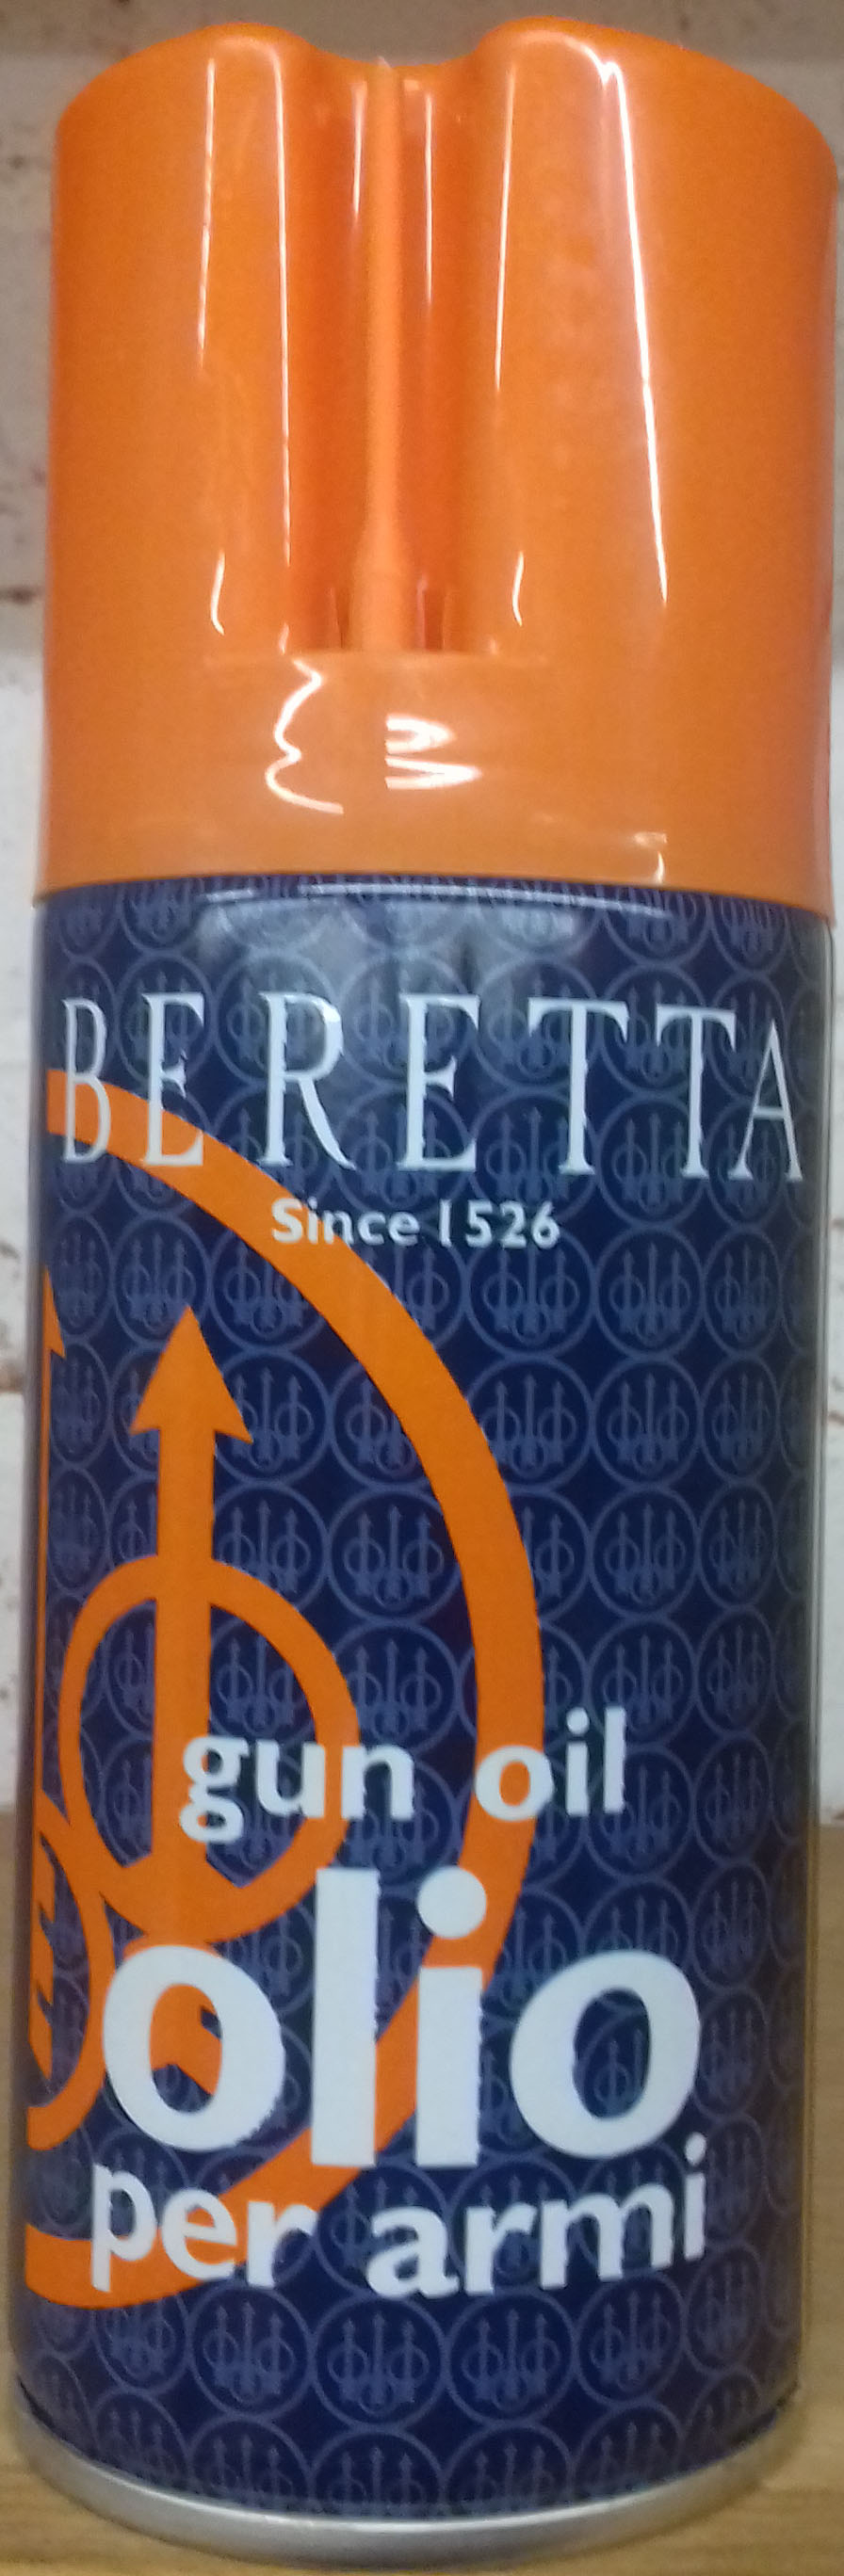 BERETTA
Since 1526
gun oil
olio
per armi